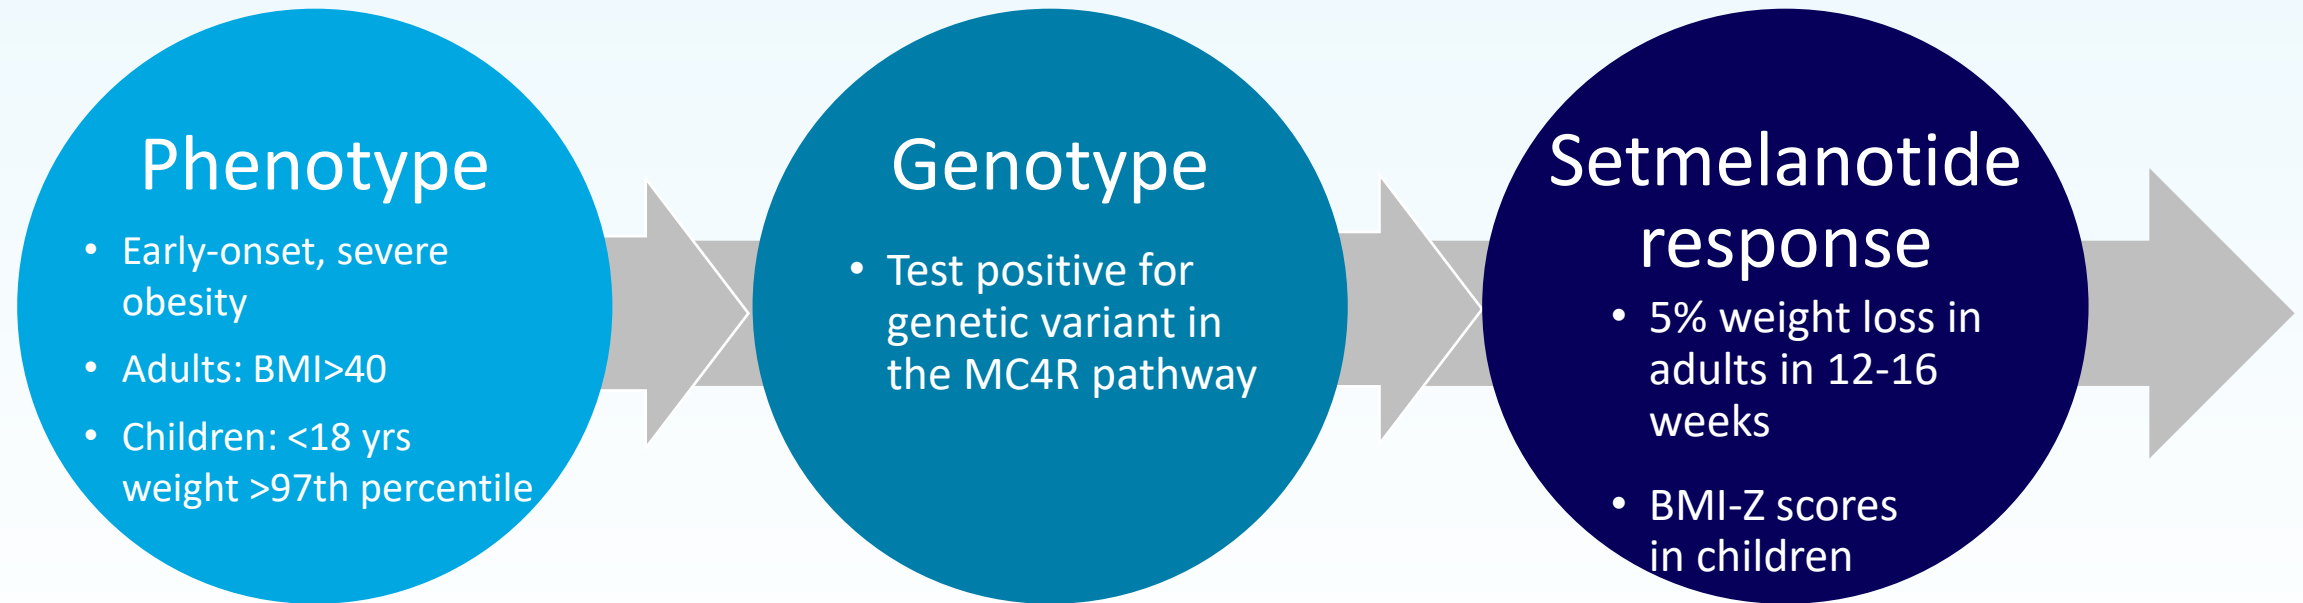 Phenotype
• Early-onset, severe
obesity
• Adults: BMI>40
• Children: <18 yrs
weight >97th percentile
Genotype
• Test positive for
genetic variant in
the MC4R pathway
Setmelanotide
response
• 5% weight loss in
adults in 12-16
weeks
• BMI-Z scores
in children